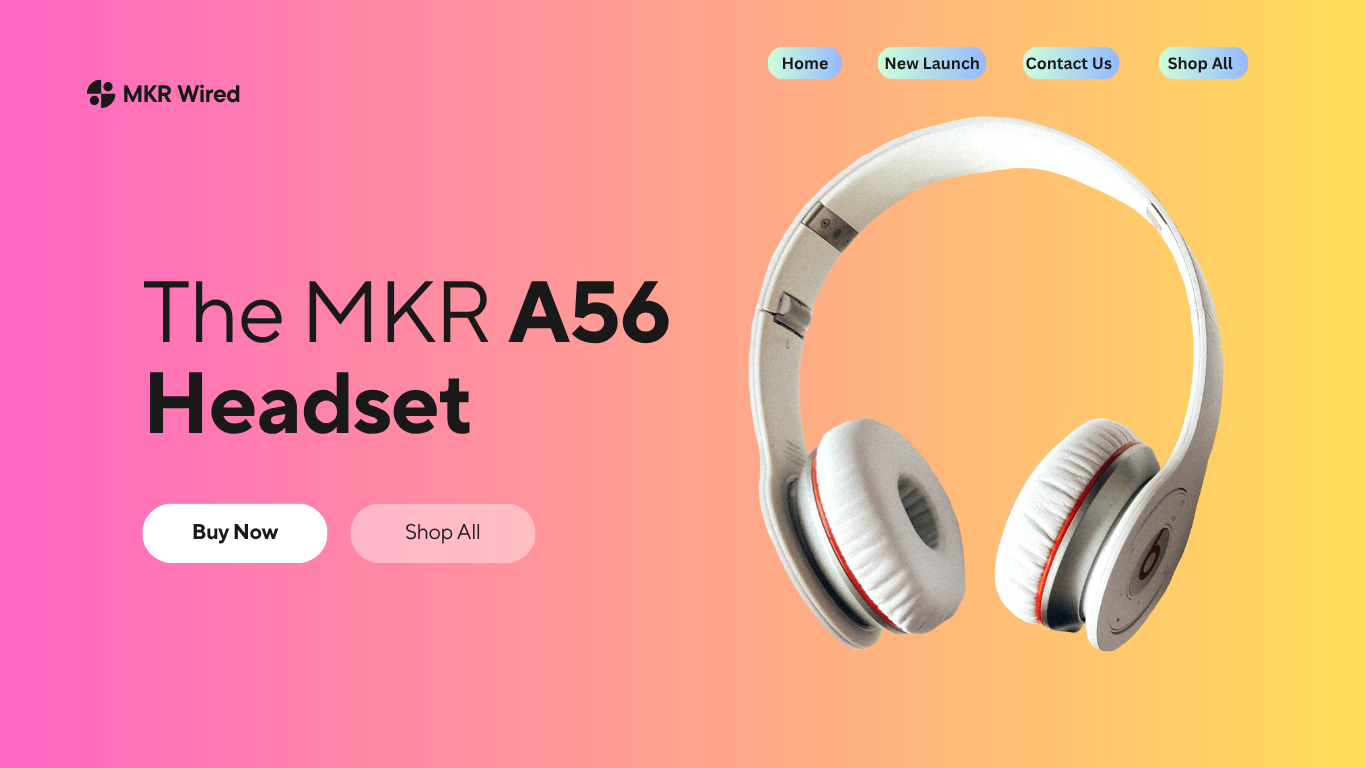 Home New Launch Contact Us Shop All
MKR Wired
The MKR A56
Headset
Buy Now Shop All